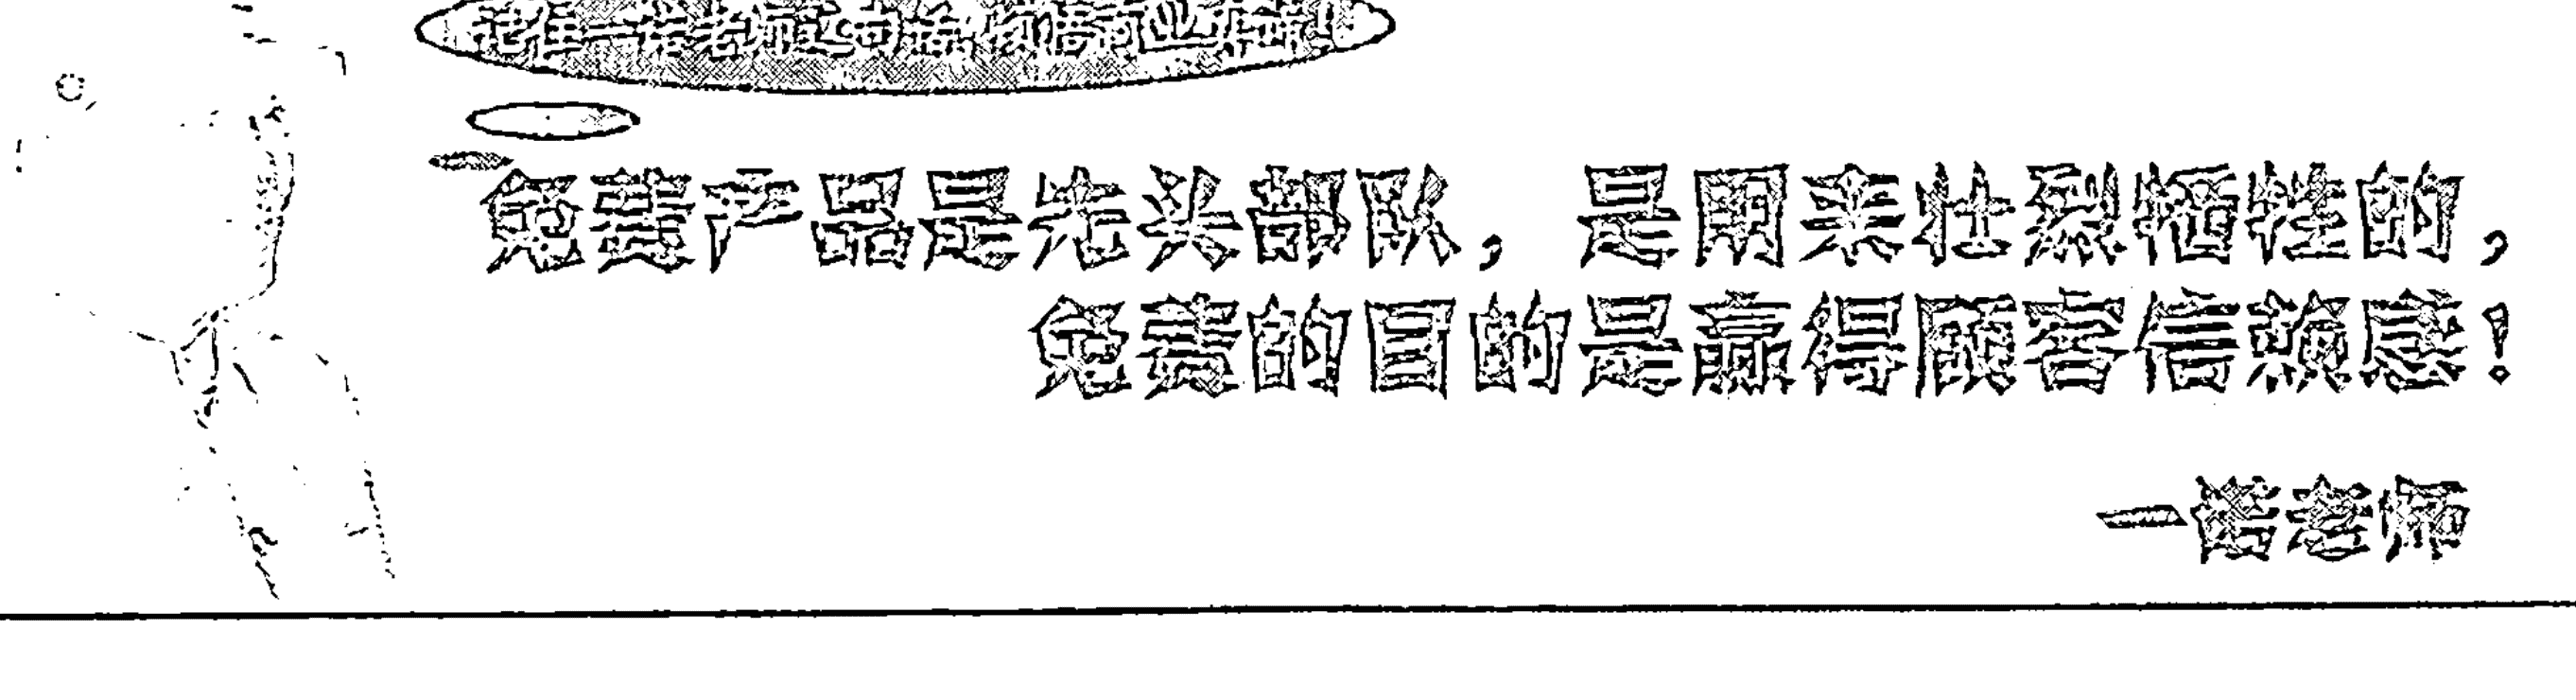 免费产品是先头部队，是用来壮烈牺牲的，
免费的目的是赢得顾客信赖感！
一诺老师